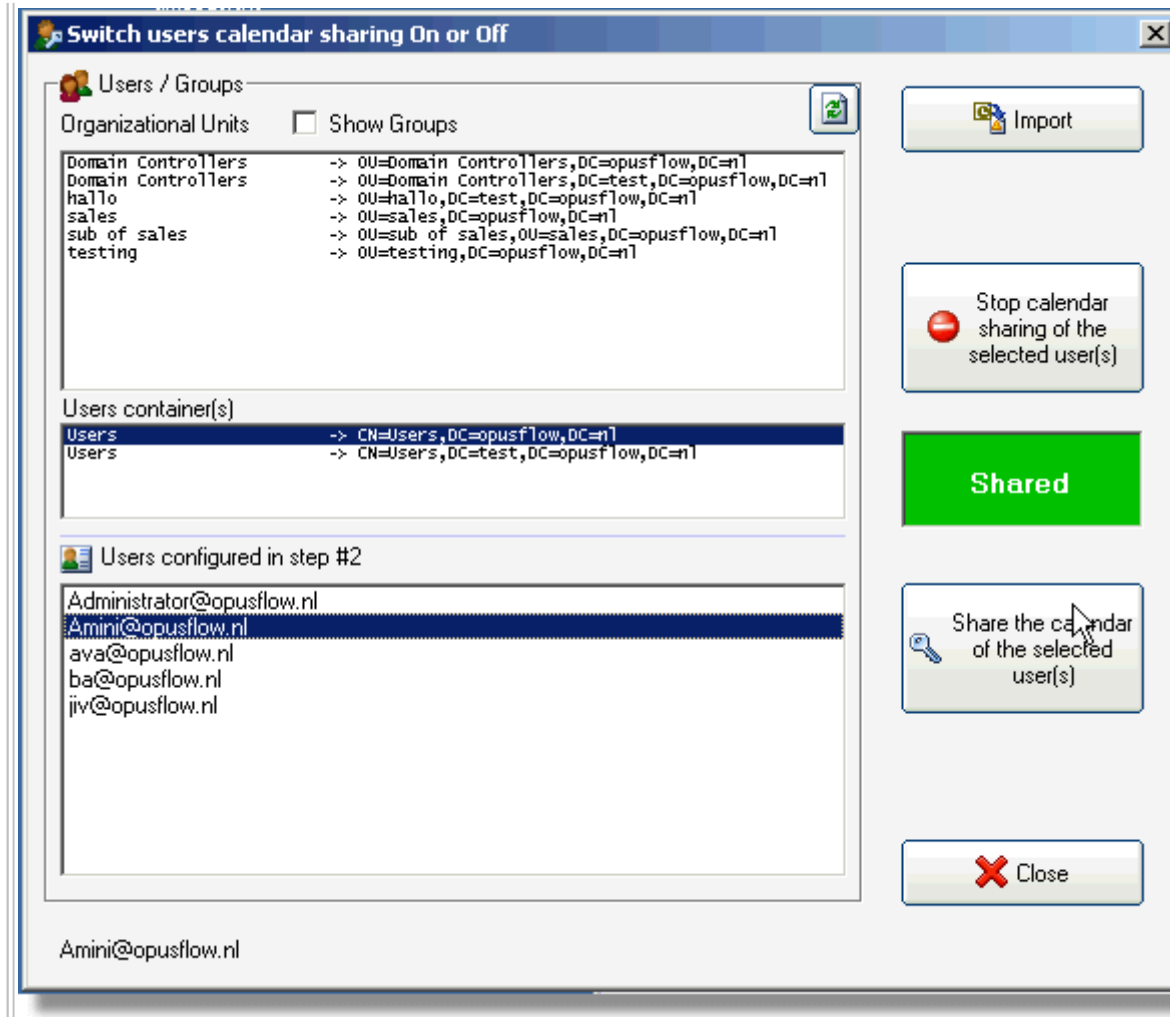 Switch users calendar sharing On or Off
Users / Groups
Organizational Units
Show Groups
Domain Controllers -> OU=Domain Controllers,DC=opusflow,DC=nl
Domain Controllers -> OU=Domain Controllers,DC=test,DC=opusflow,DC=nl
hallo -> OU=hallo,DC=test,DC=opusflow,DC=nl
sales -> OU=sales,DC=opusflow,DC=nl
sub of sales -> OU=sub of sales,OU=sales,DC=opusflow,DC=nl
testing -> OU=testing,DC=opusflow,DC=nl
Users container(s)
Users -> CN=Users,DC=opusflow,DC=nl
Users -> CN=Users,DC=test,DC=opusflow,DC=nl
Users configured in step #2
Administrator@opusflow.nl
Amini@opusflow.nl
ava@opusflow.nl
ba@opusflow.nl
jiv@opusflow.nl
Amini@opusflow.nl
Import
Stop calendar
sharing of the
selected user(s)
Shared
Share the calendar
of the selected
user(s)
Close